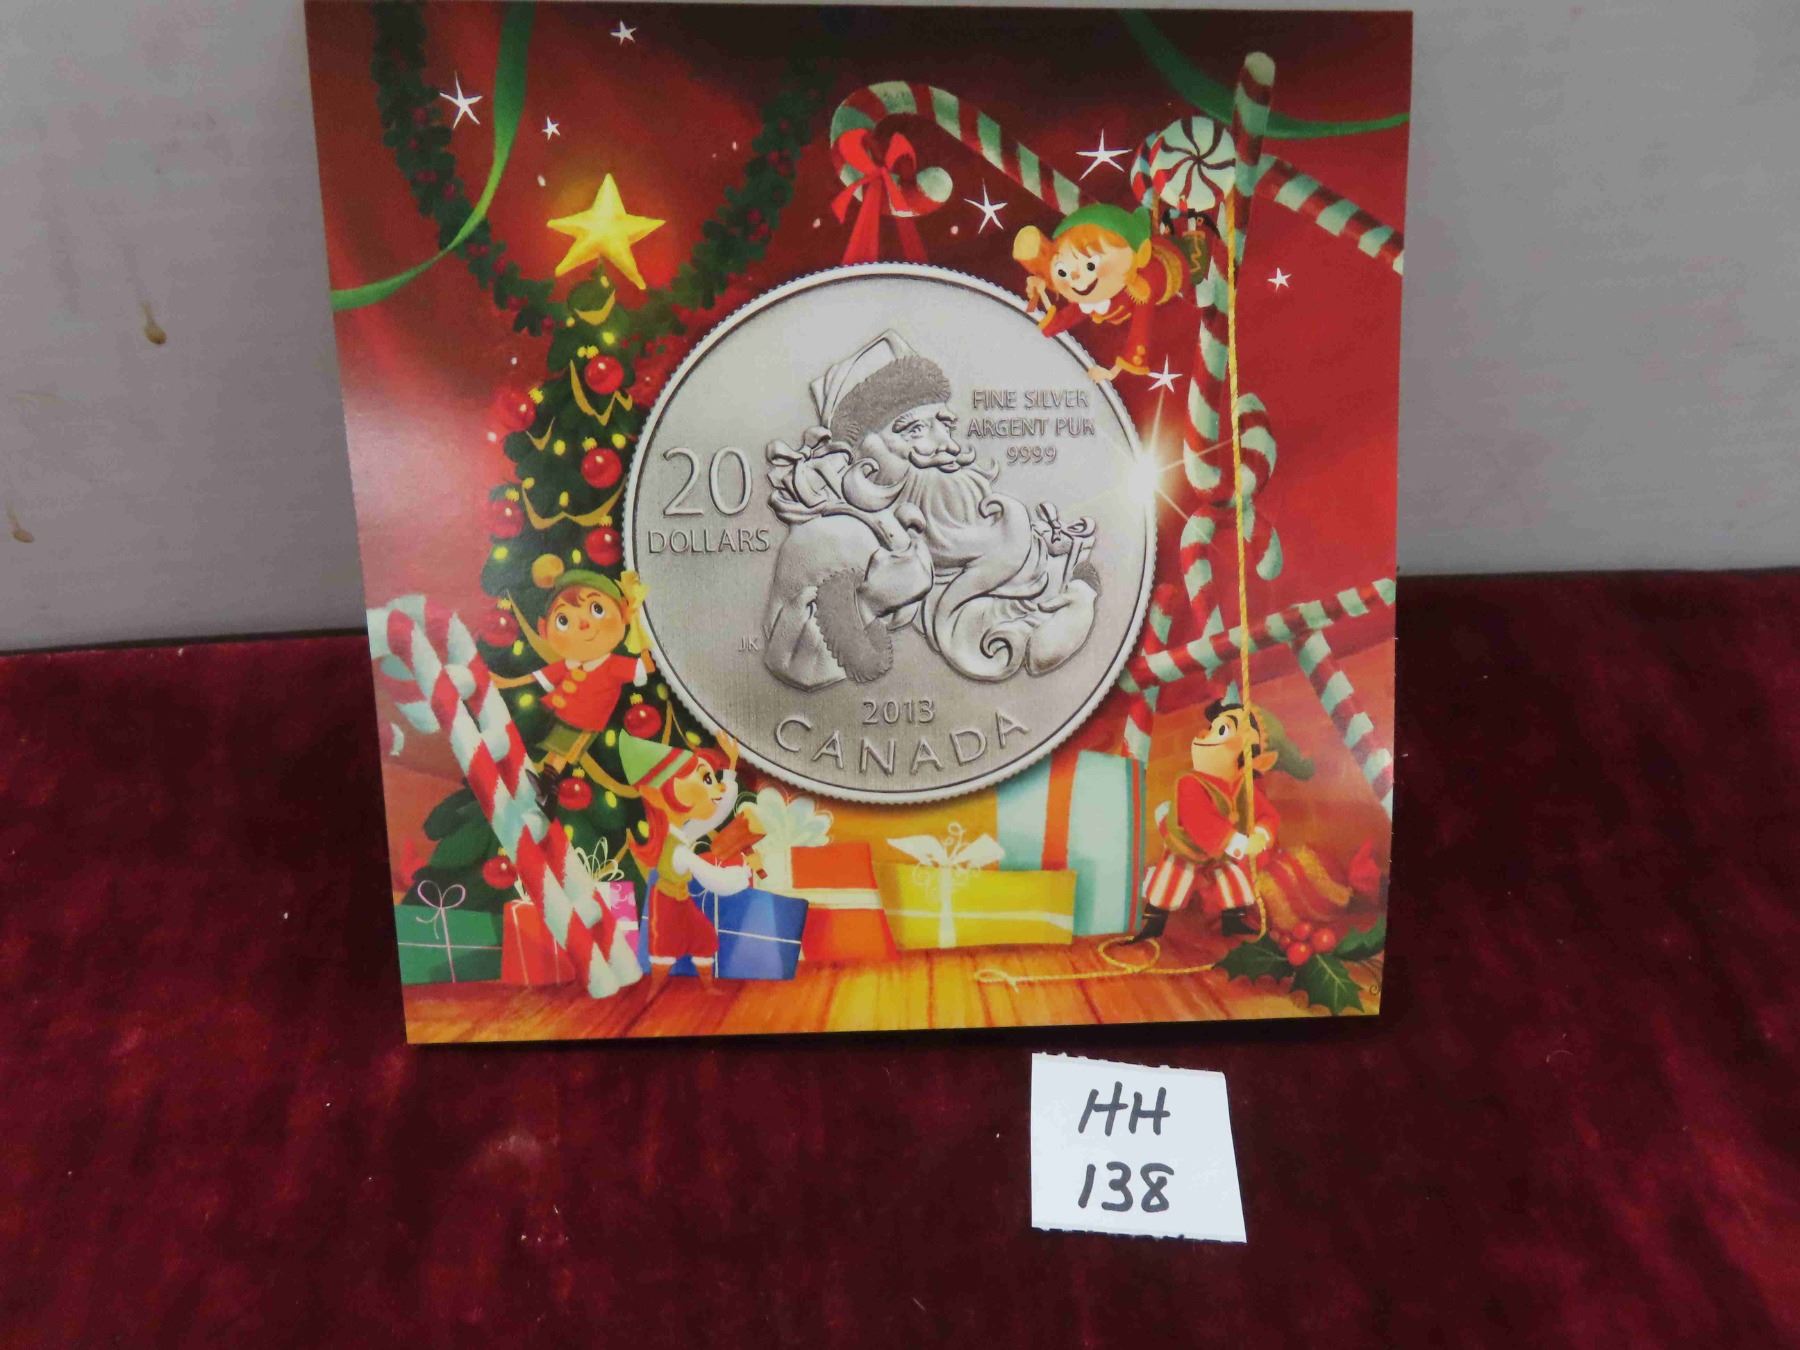 FINE SILVER
ARGENT PUR
9999
20
DOLLARS
JK
2013
CANADA
HH
138